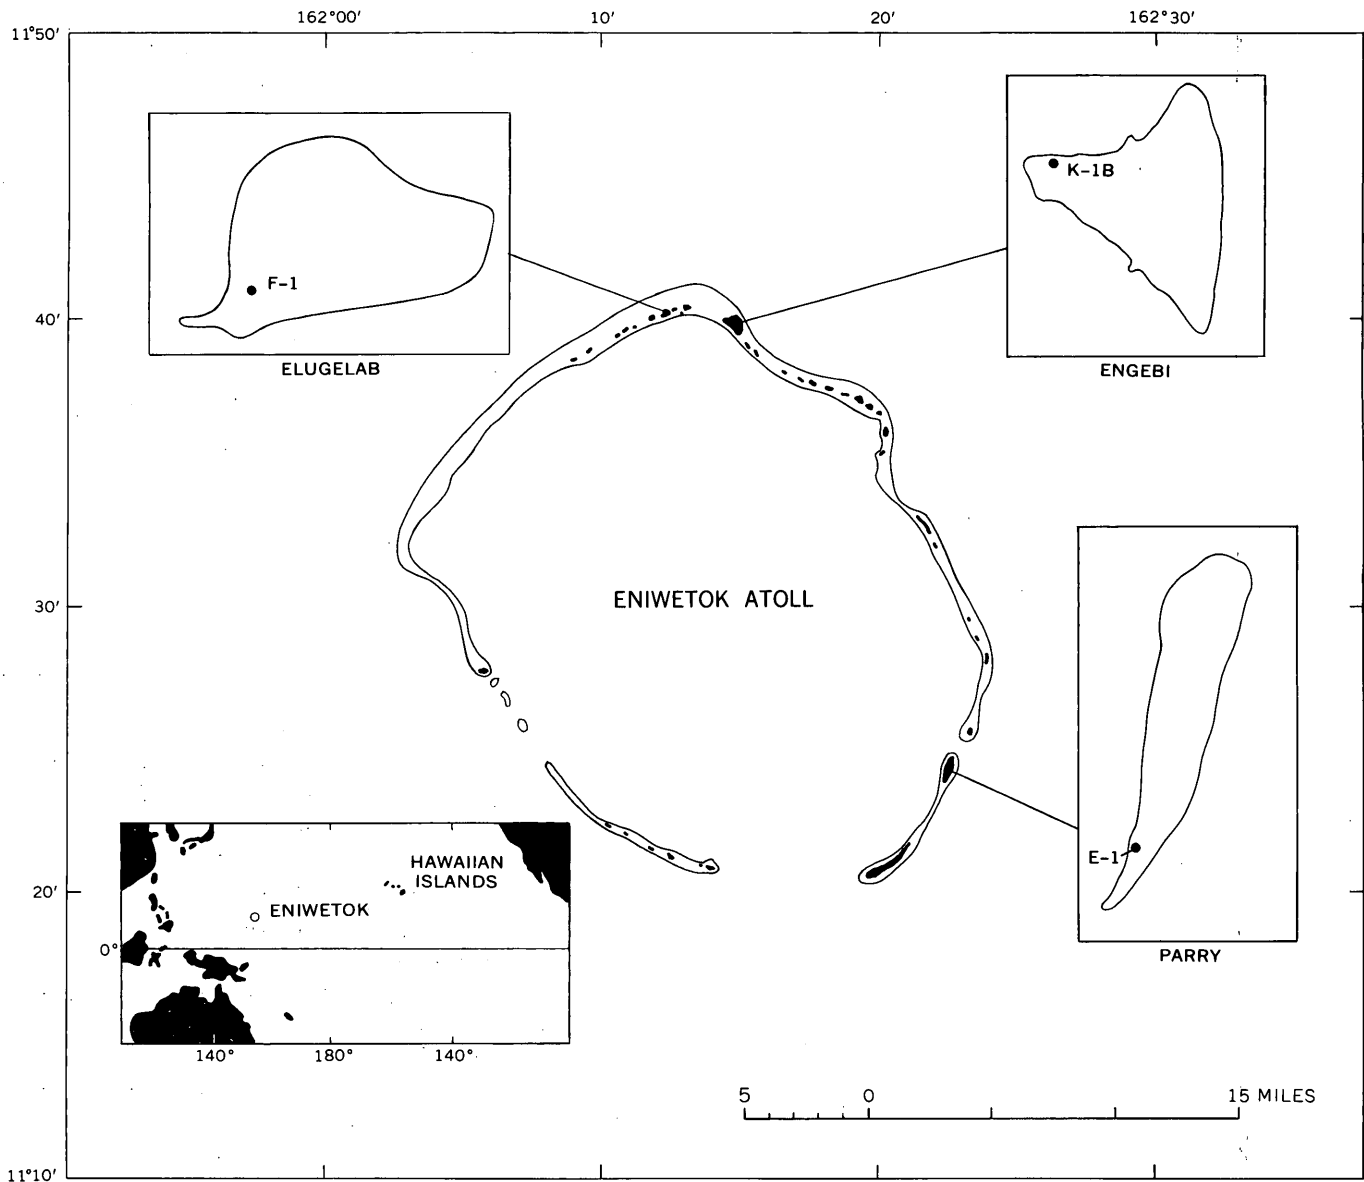 162°00′ 10′ 20′ 162°30′
11°50′
K-1B
F-1
40′
ELUGELAB
ENGEBI
ENIWETOK ATOLL
30′
E-1
HAWAIIAN
ISLANDS
20′
ENIWETOK
0°
PARRY
140° 180° 140°
5 0 15 MILES
11°10′